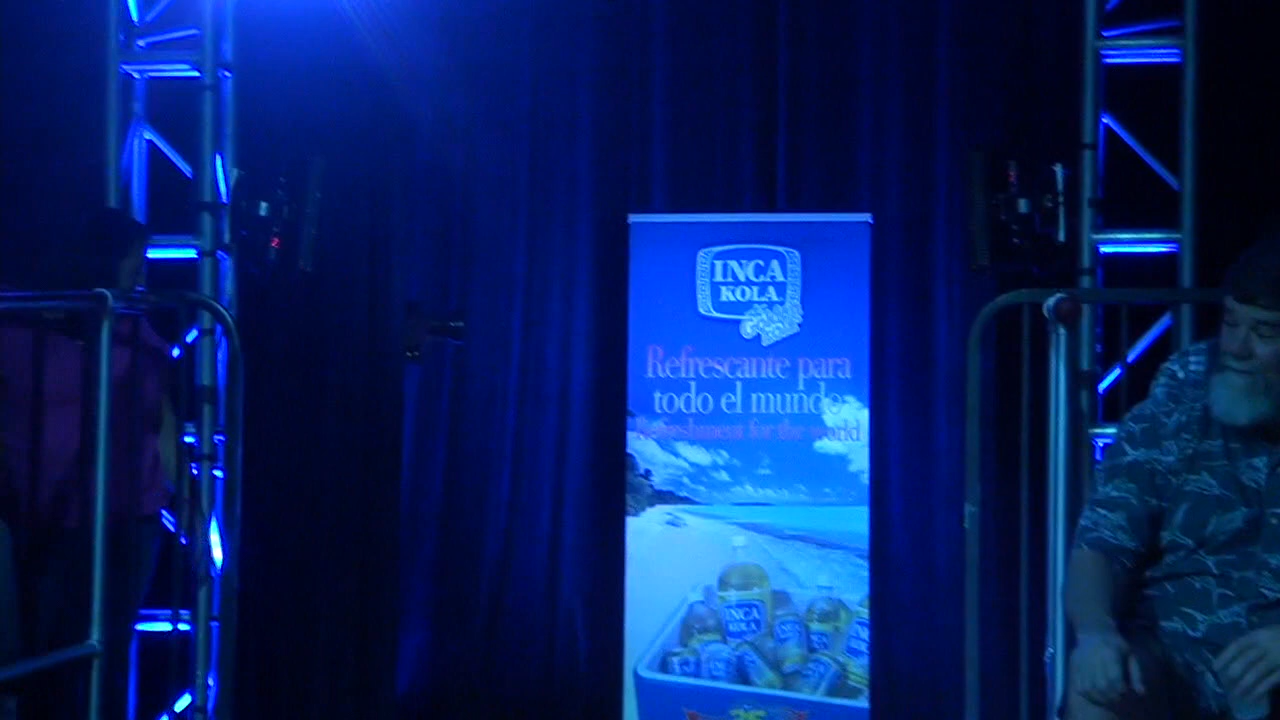 INCA
KOLA
Refrescante para
todo el mundo
Refreshment for the world
INCA
KOLA